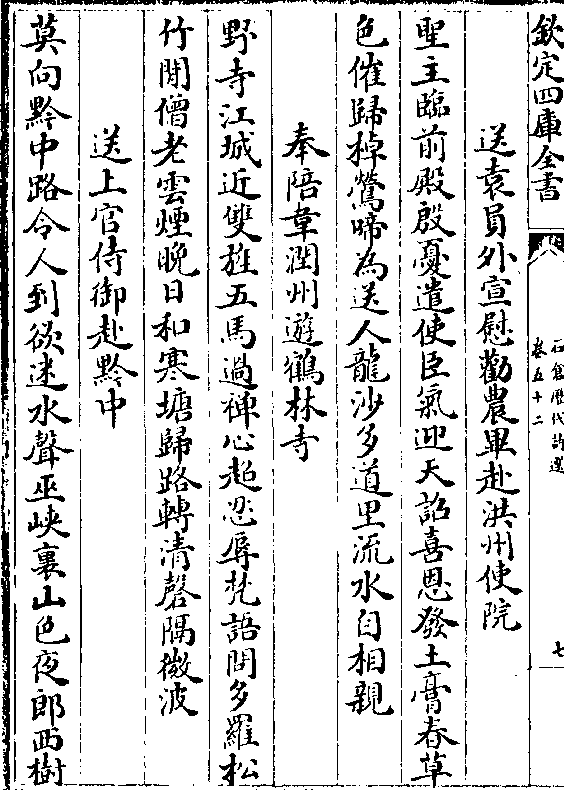 欽定四庫全書
石倉歷代詩選
卷五十二
七
送袁員外宣慰勸農畢赴洪州使院
聖主臨前殿殷憂遣使臣氣迎天詔喜恩發土膏春草
色催歸棹鶯啼為送人龍沙多道里流水自相親
奉陪韋潤州遊鶴林寺
野寺江城近雙旌五馬過禪心超忍辱梵語問多羅松
竹閒僧老雲煙晚日和寒塘歸路轉清磬隔微波
送上官侍御赴黔中
莫向黔中路令人到欲迷水聲巫峽裏山色夜郎西樹